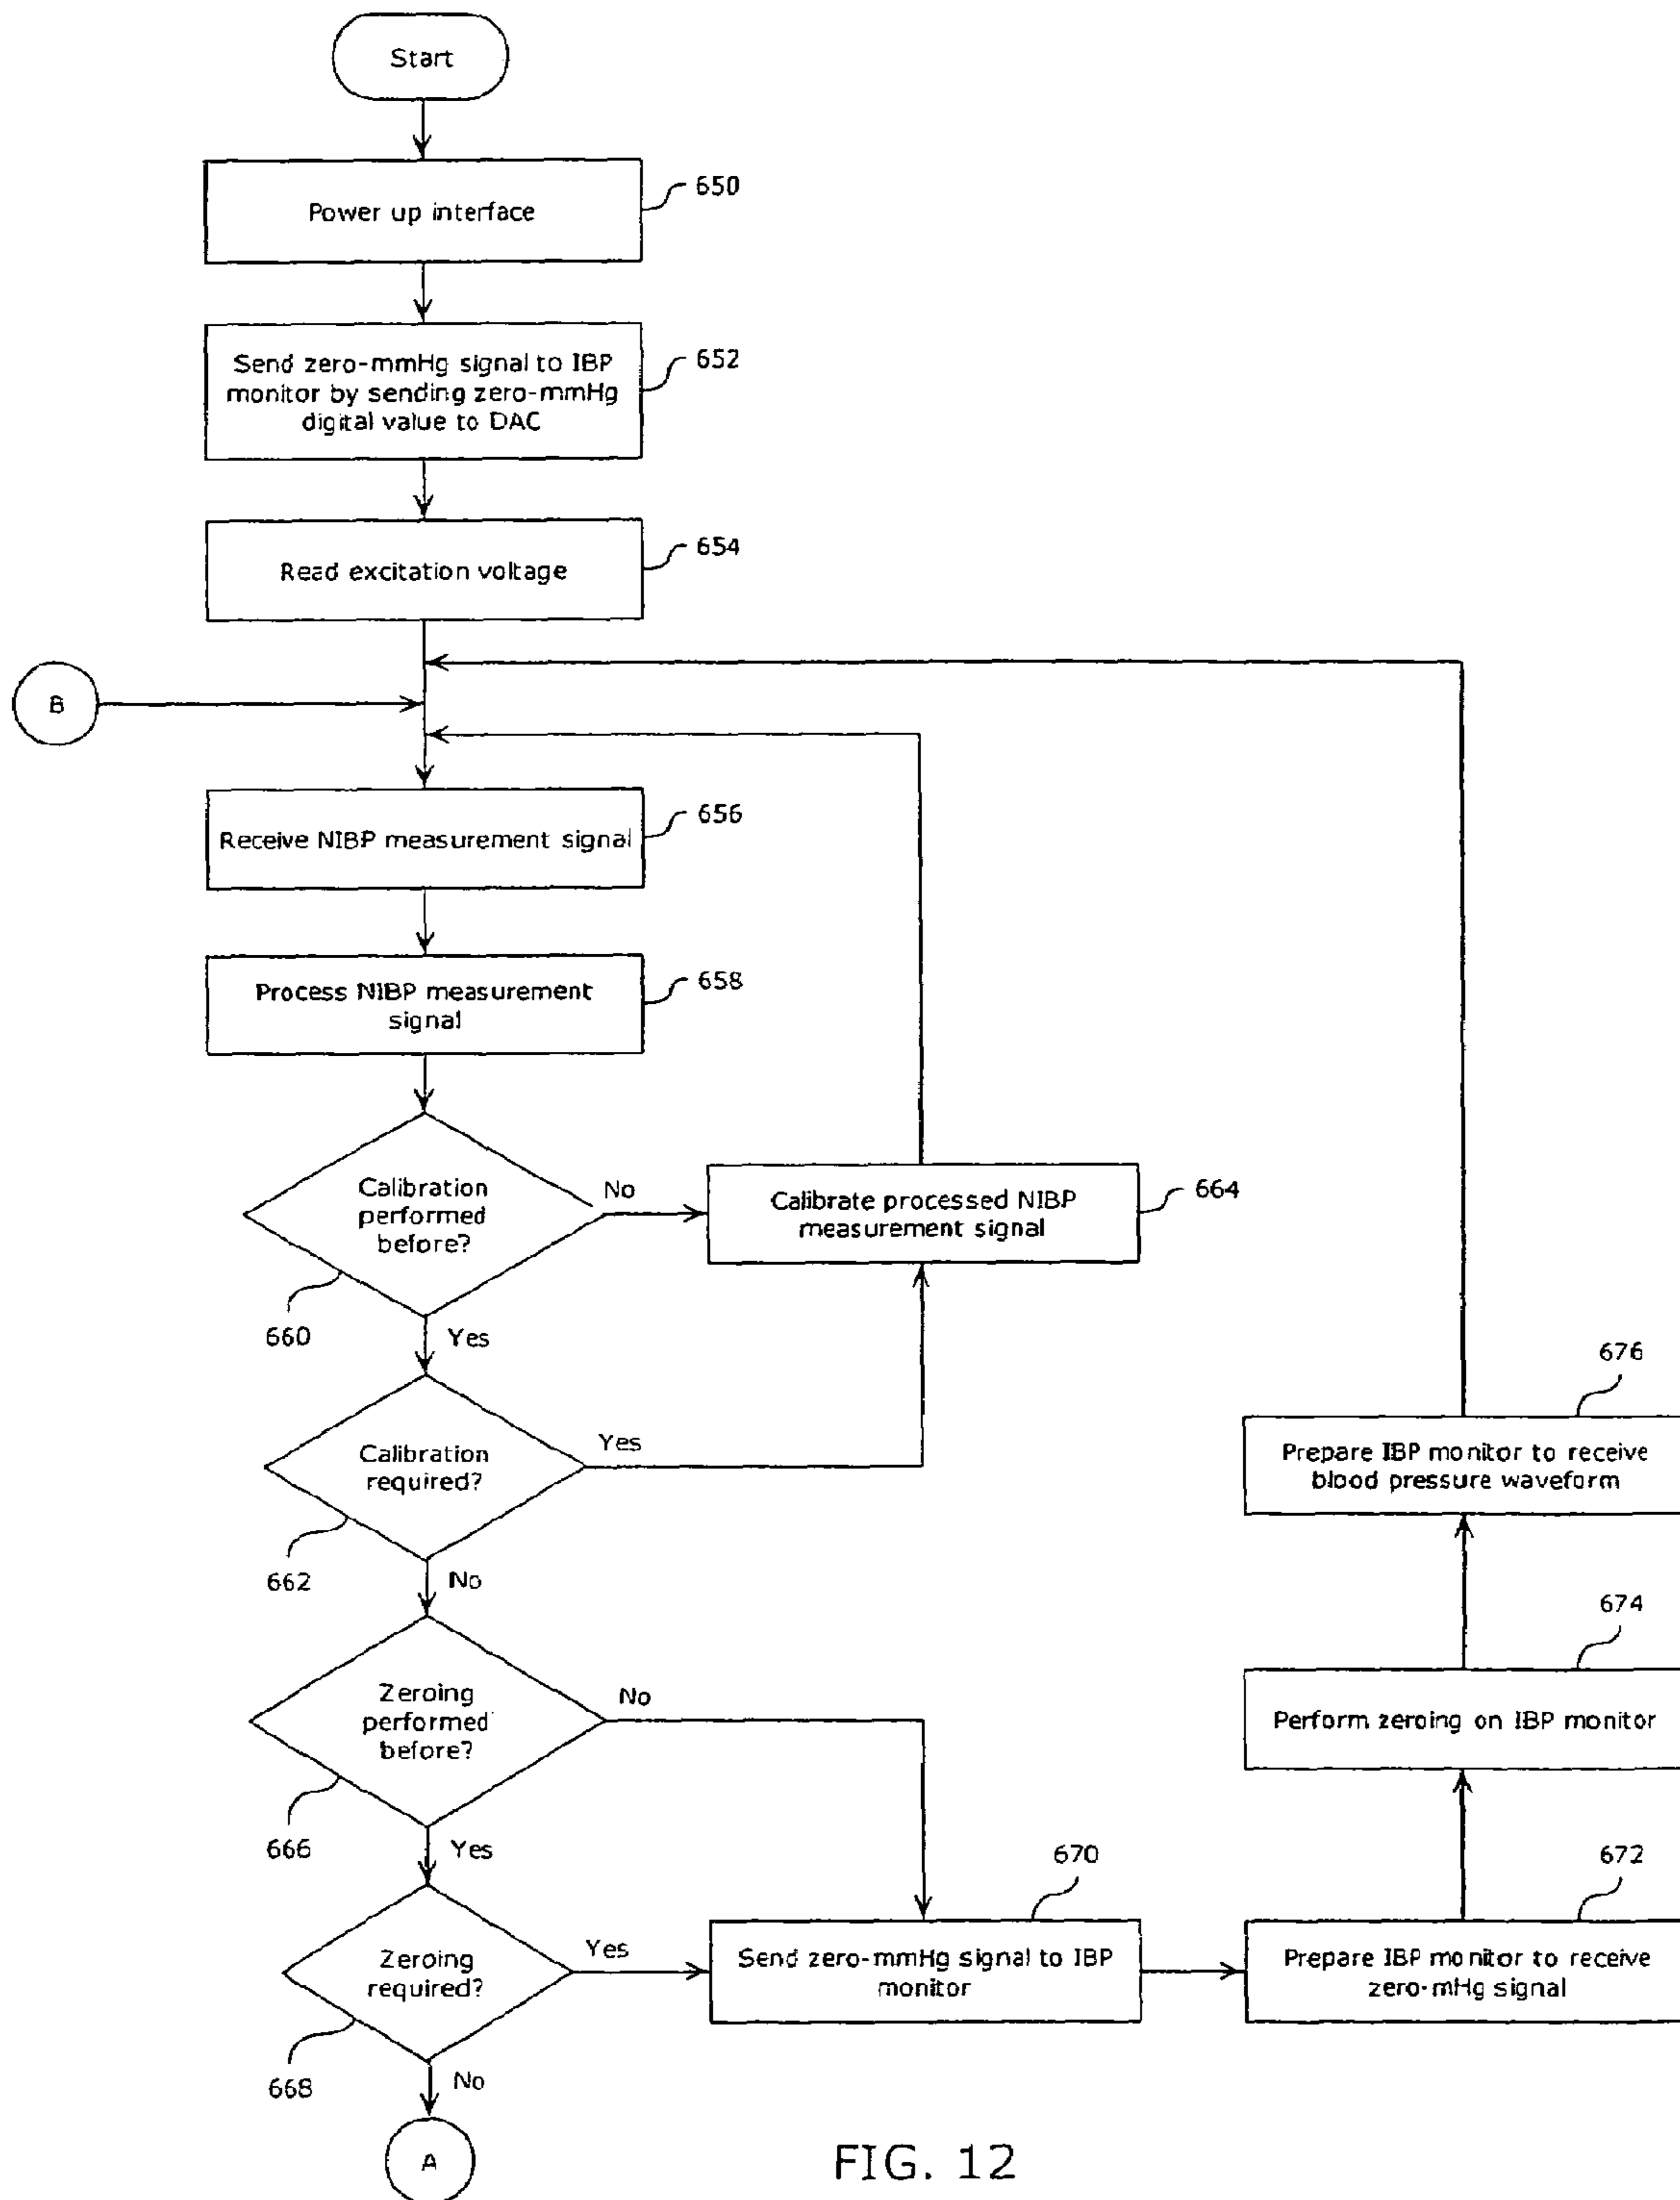 Start
Power up interface
650
Send zero-mmHg signal to IBP
monitor by sending zero-mmHg
digital value to DAC
652
Read excitation voltage
654
B
Receive NIBP measurement signal
656
Process NIBP measurement
signal
658
Calibration
performed
before?
No
660
Yes
Calibrate processed NIBP
measurement signal
664
Calibration
required?
Yes
662
No
Zeroing
performed
before?
No
666
Yes
Zeroing
required?
Yes
668
No
A
Send zero-mmHg signal to IBP
monitor
670
Prepare IBP monitor to receive
zero-mHg signal
672
Perform zeroing on IBP monitor
674
Prepare IBP monitor to receive
blood pressure waveform
676
FIG. 12